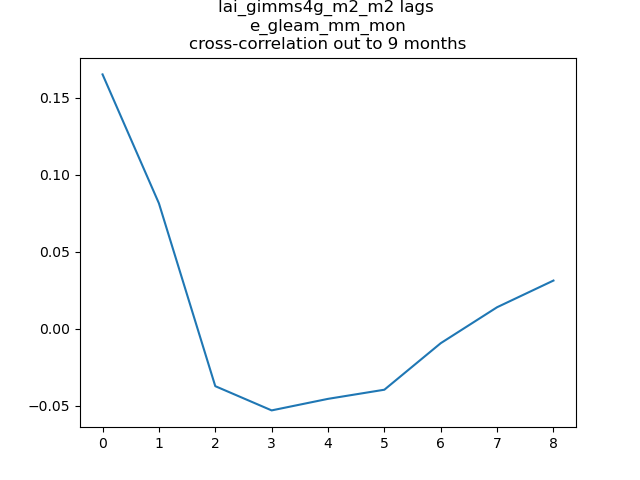 lai_gimms4g_m2_m2 lags
e_gleam_mm_mon
cross-correlation out to 9 months
0.15
0.10
0.05
0.00
−0.05
0 1 2 3 4 5 6 7 8